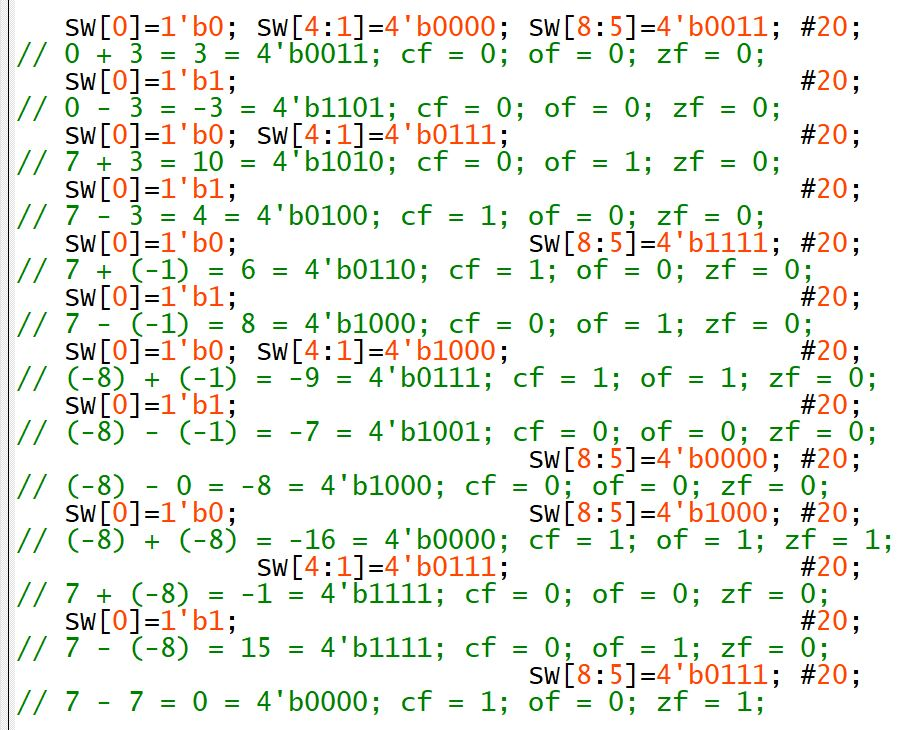 SW[0]=1'b0; SW[4:1]=4'b0000; SW[8:5]=4'b0011; #20;
// 0 + 3 = 3 = 4'b0011; cf = 0; of = 0; zf = 0;
SW[0]=1'b1; #20;
// 0 - 3 = -3 = 4'b1101; cf = 0; of = 0; zf = 0;
SW[0]=1'b0; SW[4:1]=4'b0111; #20;
// 7 + 3 = 10 = 4'b1010; cf = 0; of = 1; zf = 0;
SW[0]=1'b1; #20;
// 7 - 3 = 4 = 4'b0100; cf = 1; of = 0; zf = 0;
SW[0]=1'b0; SW[8:5]=4'b1111; #20;
// 7 + (-1) = 6 = 4'b0110; cf = 1; of = 0; zf = 0;
SW[0]=1'b1; #20;
// 7 - (-1) = 8 = 4'b1000; cf = 0; of = 1; zf = 0;
SW[0]=1'b0; SW[4:1]=4'b1000; #20;
// (-8) + (-1) = -9 = 4'b0111; cf = 1; of = 1; zf = 0;
SW[0]=1'b1; #20;
// (-8) - (-1) = -7 = 4'b1001; cf = 0; of = 0; zf = 0;
SW[8:5]=4'b0000; #20;
// (-8) - 0 = -8 = 4'b1000; cf = 0; of = 0; zf = 0;
SW[0]=1'b0; SW[8:5]=4'b1000; #20;
// (-8) + (-8) = -16 = 4'b0000; cf = 1; of = 1; zf = 1;
SW[4:1]=4'b0111; #20;
// 7 + (-8) = -1 = 4'b1111; cf = 0; of = 0; zf = 0;
SW[0]=1'b1; #20;
// 7 - (-8) = 15 = 4'b1111; cf = 0; of = 1; zf = 0;
SW[8:5]=4'b0111; #20;
// 7 - 7 = 0 = 4'b0000; cf = 1; of = 0; zf = 1;